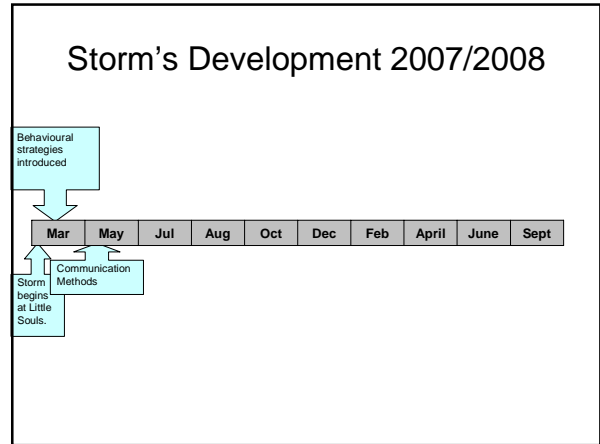 Storm's Development 2007/2008
Behavioural
strategies
introduced
Mar May Jul Aug Oct Dec Feb April June Sept
Storm
begins
at Little
Souls.
Communication
Methods